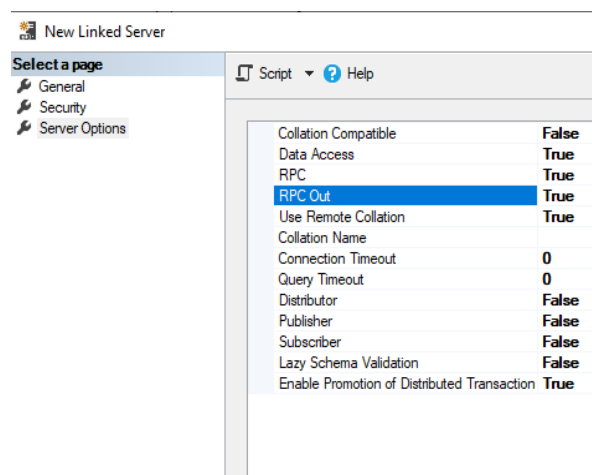 New Linked Server
Select a page
General
Security
Server Options
Script Help
Collation Compatible False
Data Access True
RPC True
RPC Out True
Use Remote Collation True
Collation Name
Connection Timeout 0
Query Timeout 0
Distributor False
Publisher False
Subscriber False
Lazy Schema Validation False
Enable Promotion of Distributed Transaction True